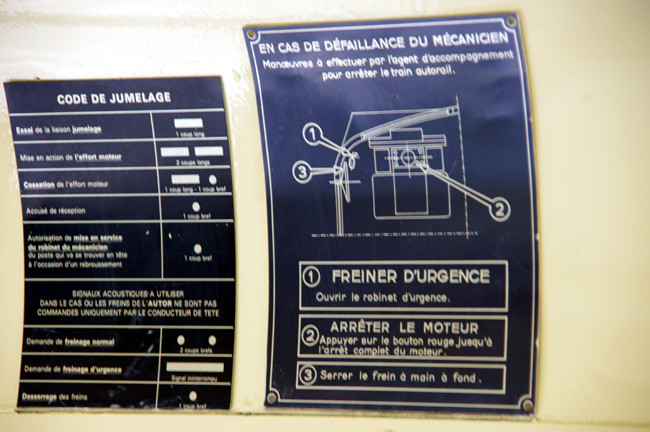 CODE DE JUMELAGE
Essai de la liaison jumelage
1 coup long
Mise en action de l'effort moteur
2 coups longs
Cessation de l'effort moteur
1 coup long - 1 coup bref
Accusé de réception
1 coup bref
Autorisation de mise en service
du robinet du mécanicien
du poste qui va se trouver en tête
à l'occasion d'un rebroussement
1 coup bref
SIGNAUX ACOUSTIQUES A UTILISER
DANS LE CAS OU LES FREINS DE L'AUTOR NE SONT PAS
COMMANDES UNIQUEMENT PAR LE CONDUCTEUR DE TETE
Demande de freinage normal
2 coups brefs
Demande de freinage d'urgence
Signal ininterrompu
Desserrage des freins
1 coup bref
EN CAS DE DÉFAILLANCE DU MÉCANICIEN
Manœuvres à effectuer par l'agent d'accompagnement
pour arrêter le train autorail.
1
3
2
1 FREINER D'URGENCE
Ouvrir le robinet d'urgence.
2 ARRÊTER LE MOTEUR
Appuyer sur le bouton rouge jusqu'à
l'arrêt complet du moteur.
3 Serrer le frein à main à fond.